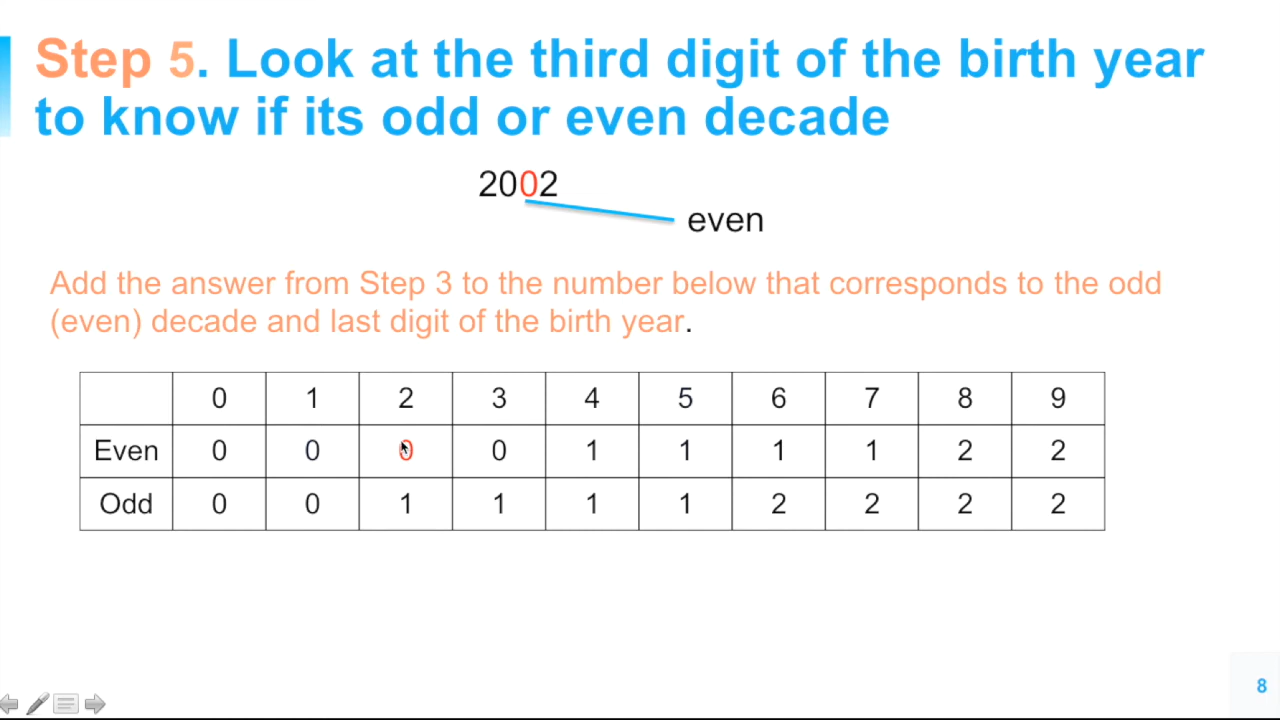 Step 5. Look at the third digit of the birth year
to know if its odd or even decade
2002
even
Add the answer from Step 3 to the number below that corresponds to the odd
(even) decade and last digit of the birth year.
0 1 2 3 4 5 6 7 8 9
Even 0 0 0 0 1 1 1 1 2 2
Odd 0 0 1 1 1 1 2 2 2 2
8